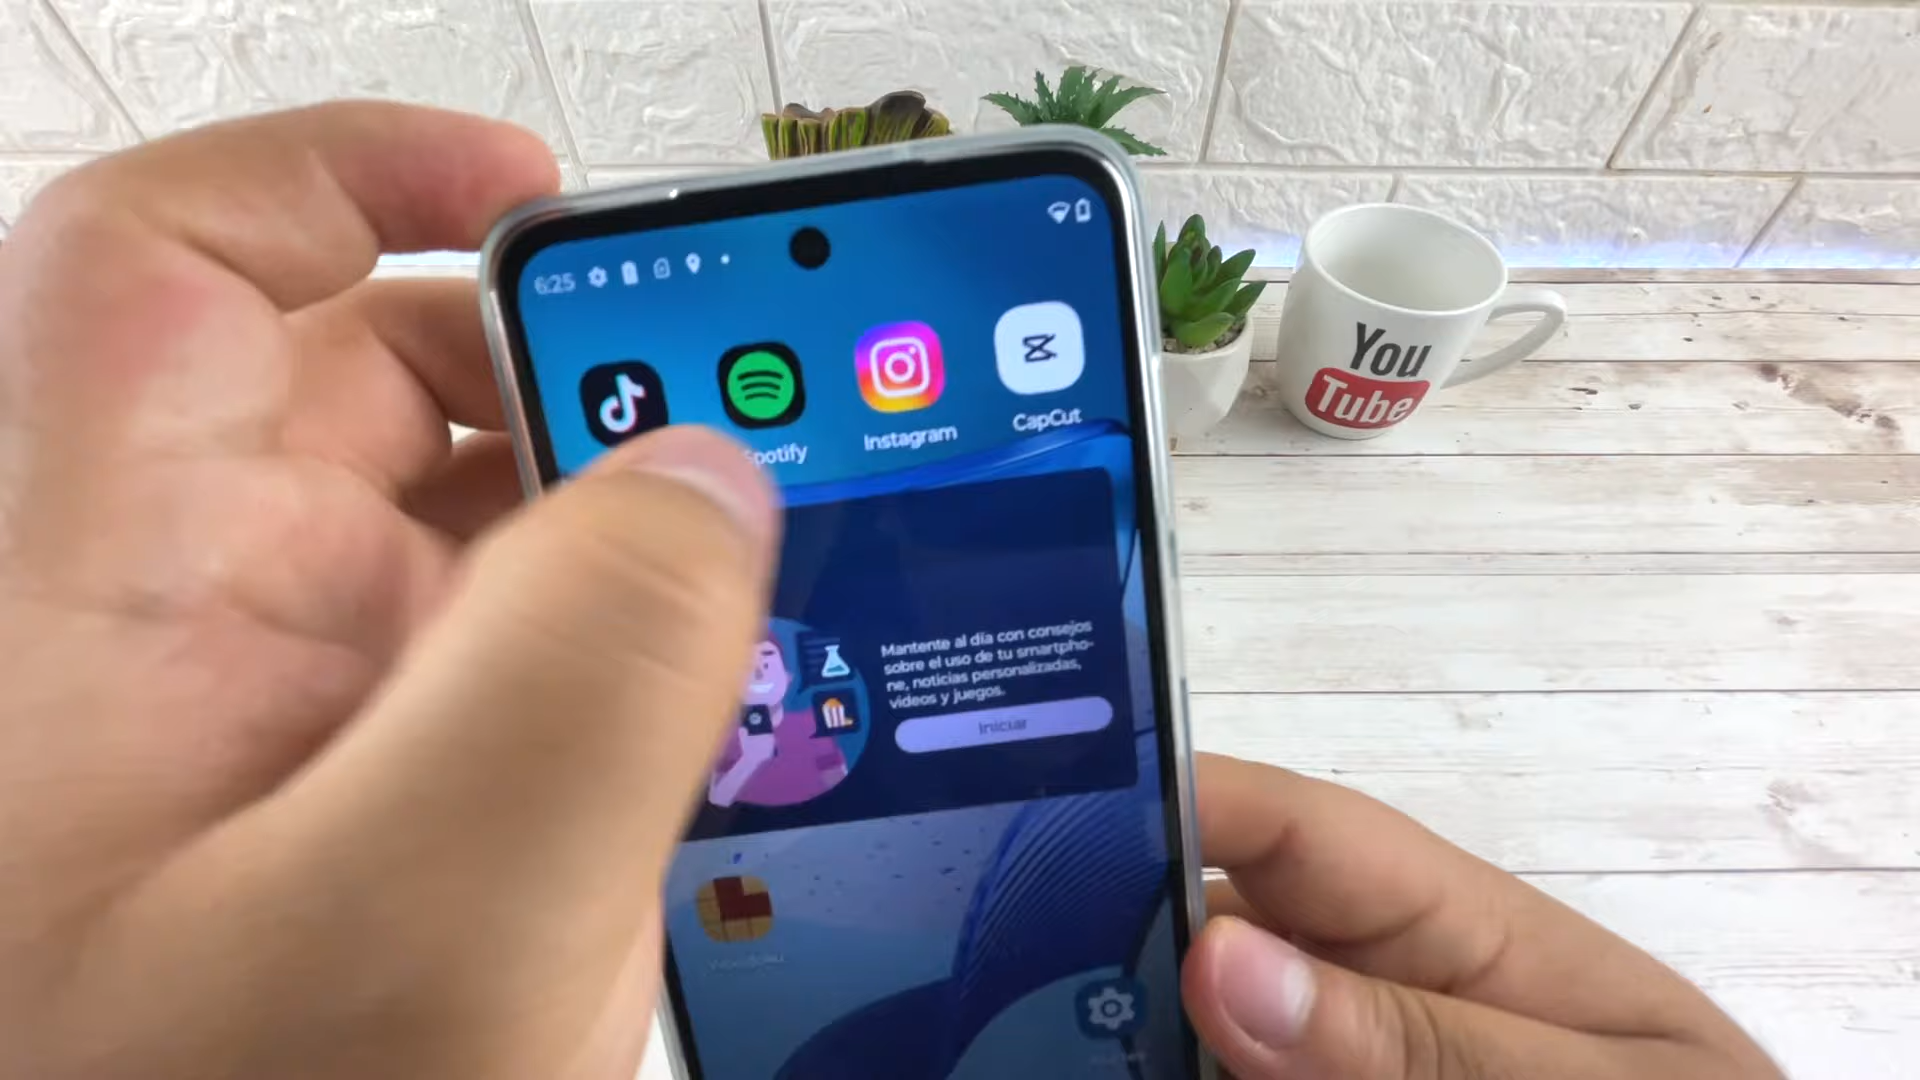 6:25
Spotify
Instagram
CapCut
Mantente al día con consejos
sobre el uso de tu smartpho-
ne, noticias personalizadas,
videos y juegos.
Iniciar
You
Tube